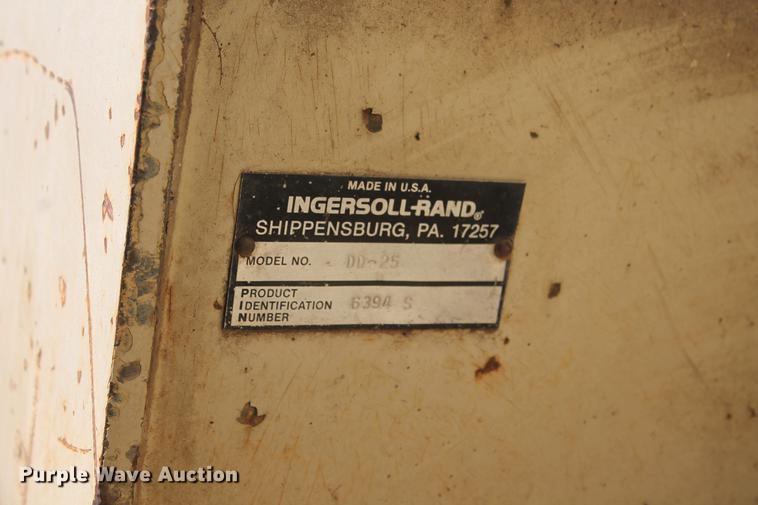 MADE IN U.S.A.
INGERSOLL-RAND®
SHIPPENSBURG, PA. 17257
MODEL NO. DD-25
PRODUCT
IDENTIFICATION 6394 S
NUMBER
Purple Wave Auction